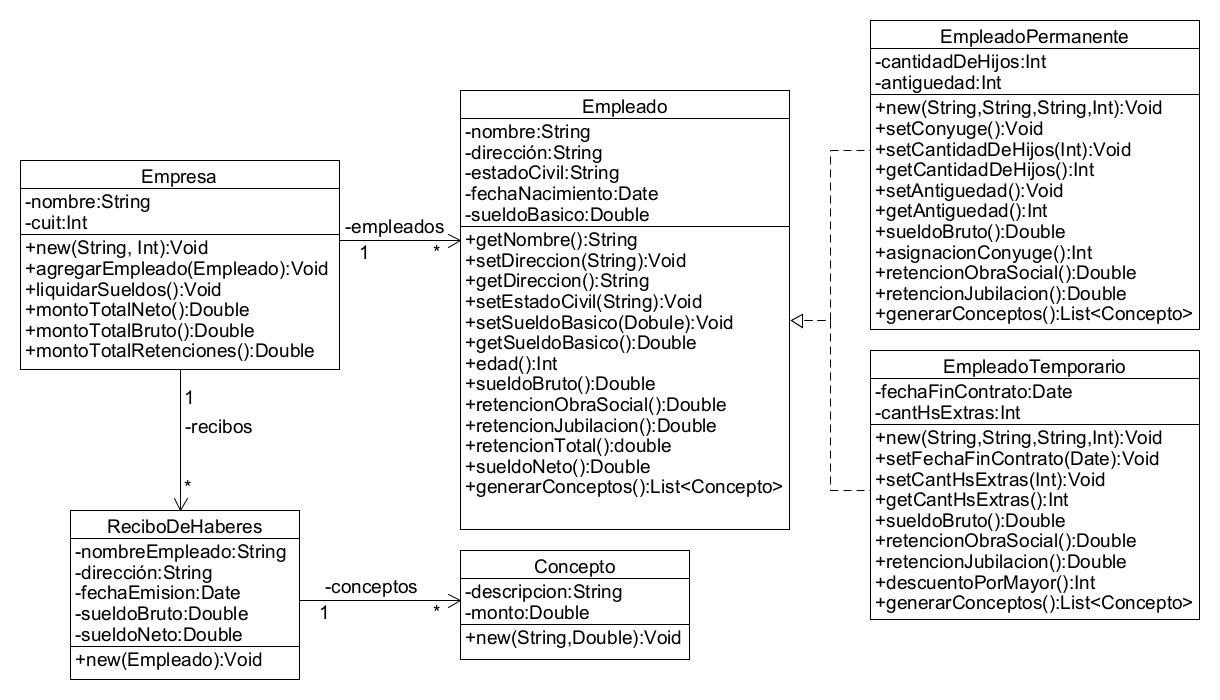 Empresa
-nombre:String
-cuit:Int
+new(String, Int):Void
+agregarEmpleado(Empleado):Void
+liquidarSueldos():Void
+montoTotalNeto():Double
+montoTotalBruto():Double
+montoTotalRetenciones():Double
-empleados
1
*
1
-recibos
*
ReciboDeHaberes
-nombreEmpleado:String
-dirección:String
-fechaEmision:Date
-sueldoBruto:Double
-sueldoNeto:Double
+new(Empleado):Void
-conceptos
1
*
Empleado
-nombre:String
-dirección:String
-estadoCivil:String
-fechaNacimiento:Date
-sueldoBasico:Double
+getNombre():String
+setDireccion(String):Void
+getDireccion():String
+setEstadoCivil(String):Void
+setSueldoBasico(Dobule):Void
+getSueldoBasico():Double
+edad():Int
+sueldoBruto():Double
+retencionObraSocial():Double
+retencionJubilacion():Double
+retencionTotal():double
+sueldoNeto():Double
+generarConceptos():List<Concepto>
Concepto
-descripcion:String
-monto:Double
+new(String,Double):Void
EmpleadoPermanente
-cantidadDeHijos:Int
-antiguedad:Int
+new(String,String,String,Int):Void
+setConyuge():Void
+setCantidadDeHijos(Int):Void
+getCantidadDeHijos():Int
+setAntiguedad():Void
+getAntiguedad():Int
+sueldoBruto():Double
+asignacionConyuge():Int
+retencionObraSocial():Double
+retencionJubilacion():Double
+generarConceptos():List<Concepto>
EmpleadoTemporario
-fechaFinContrato:Date
-cantHsExtras:Int
+new(String,String,String,Int):Void
+setFechaFinContrato(Date):Void
+setCantHsExtras(Int):Void
+getCantHsExtras():Int
+sueldoBruto():Double
+retencionObraSocial():Double
+retencionJubilacion():Double
+descuentoPorMayor():Int
+generarConceptos():List<Concepto>